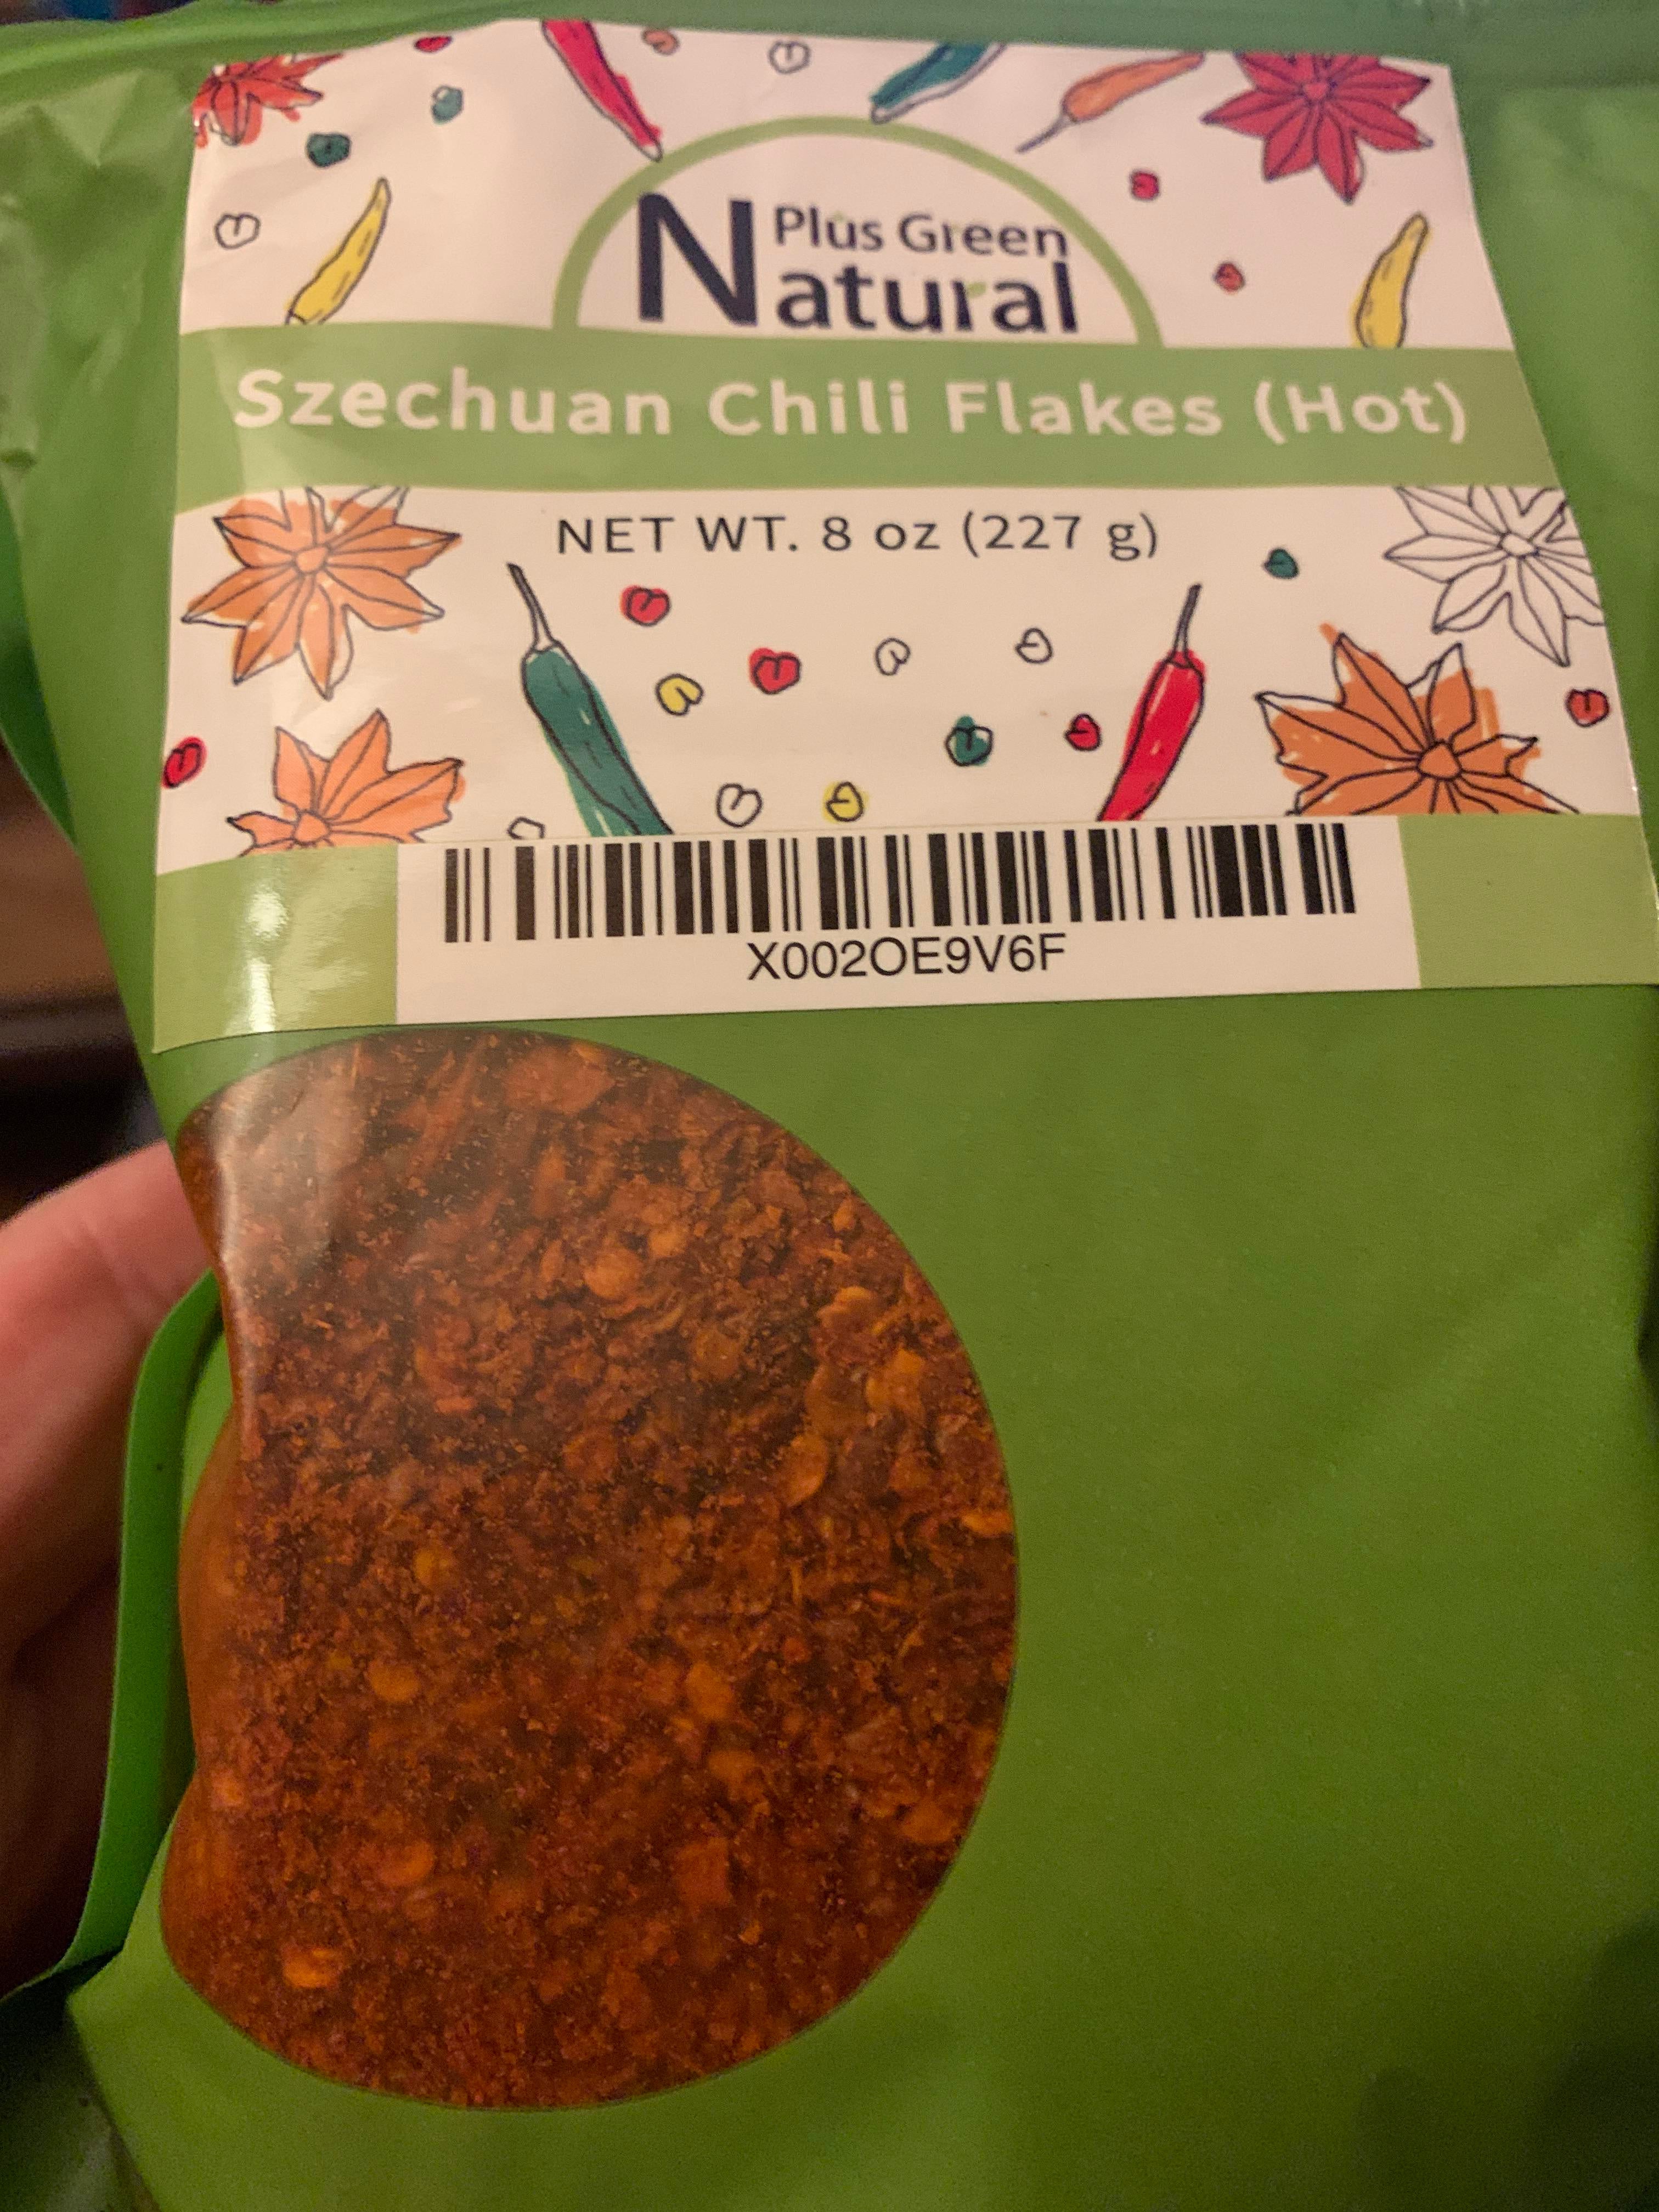 N Plus Green
Natural
Szechuan Chili Flakes (Hot)
NET WT. 8 oz (227 g)
X002OE9V6F